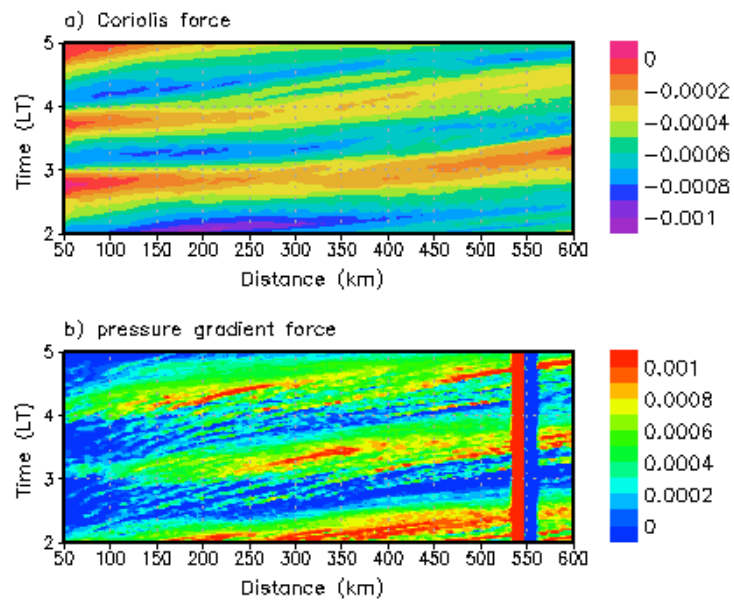 a) Coriolis force
5
4
3
2
Time (LT)
50 100 150 200 250 300 350 400 450 500 550 600
Distance (km)
0
−0.0002
−0.0004
−0.0006
−0.0008
−0.001
b) pressure gradient force
5
4
3
2
Time (LT)
50 100 150 200 250 300 350 400 450 500 550 600
Distance (km)
0.001
0.0008
0.0006
0.0004
0.0002
0